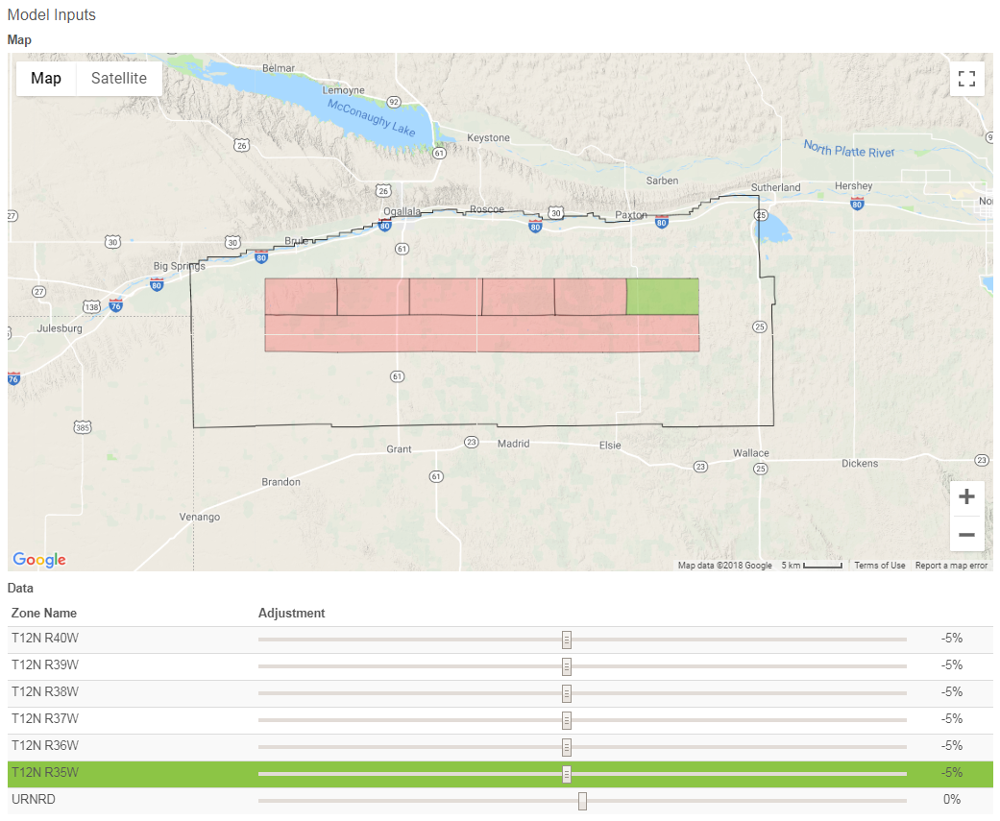 Model Inputs
Map
Map Satellite
Belmar
Lemoyne
92
McConaughy Lake
Keystone
26
61
North Platte River
Sarben
Sutherland
Hershey
26
Ogallala
Roscoe
30
Paxton
80
80
80
80
25
27
30
30
Brule
61
Big Springs
80
80
27
138
76
Julesburg
25
76
61
385
Grant
23
Madrid
Elsie
Wallace
23
25
Dickens
23
Brandon
61
Venango
Google
Map data ©2018 Google 5 km Terms of Use Report a map error
Data
Zone Name Adjustment
T12N R40W -5%
T12N R39W -5%
T12N R38W -5%
T12N R37W -5%
T12N R36W -5%
T12N R35W -5%
URNRD 0%